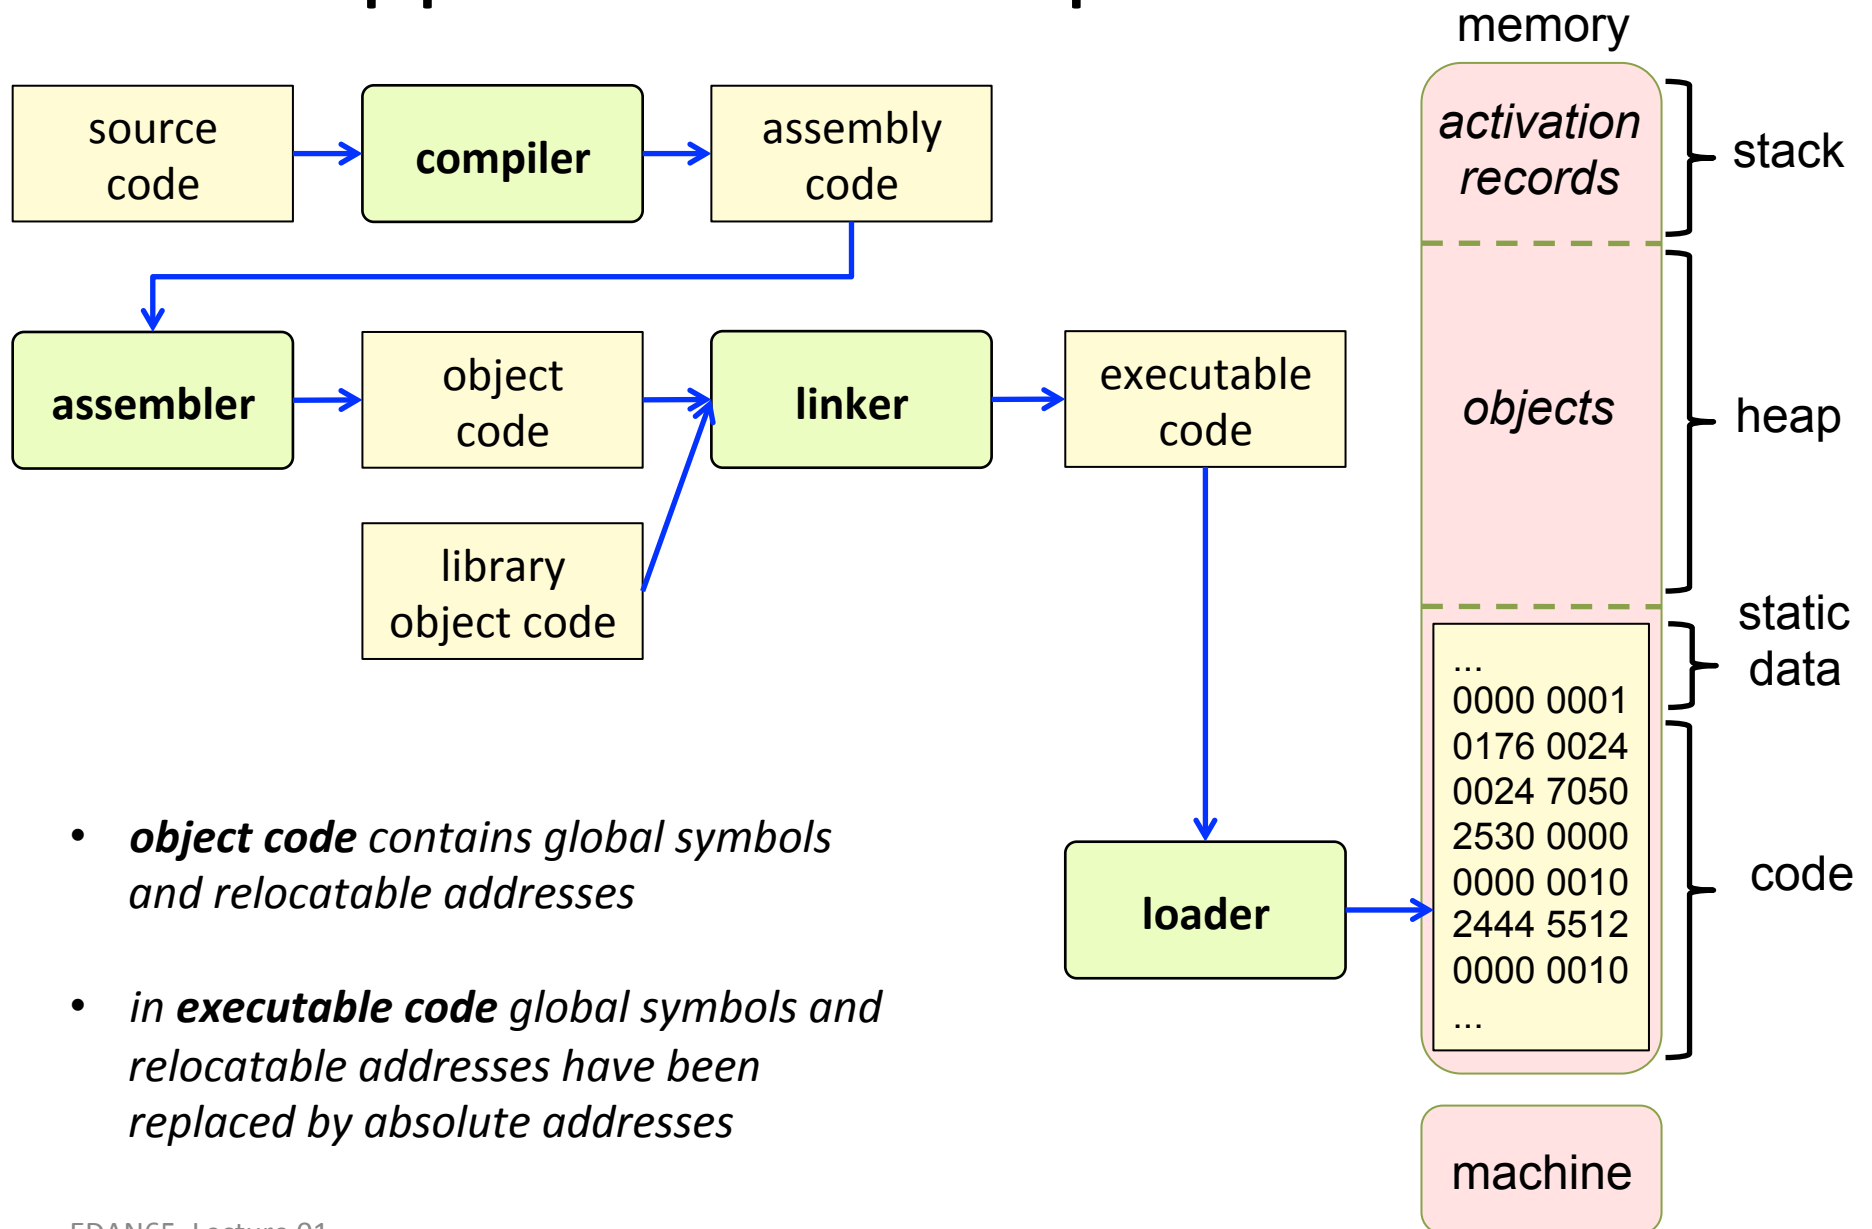 memory
source
code
compiler
assembly
code
activation
records
stack
assembler
object
code
linker
executable
code
objects
heap
library
object code
static
data
...
0000 0001
0176 0024
0024 7050
2530 0000
0000 0010
2444 5512
0000 0010
...
code
loader
• object code contains global symbols
and relocatable addresses
• in executable code global symbols and
relocatable addresses have been
replaced by absolute addresses
machine